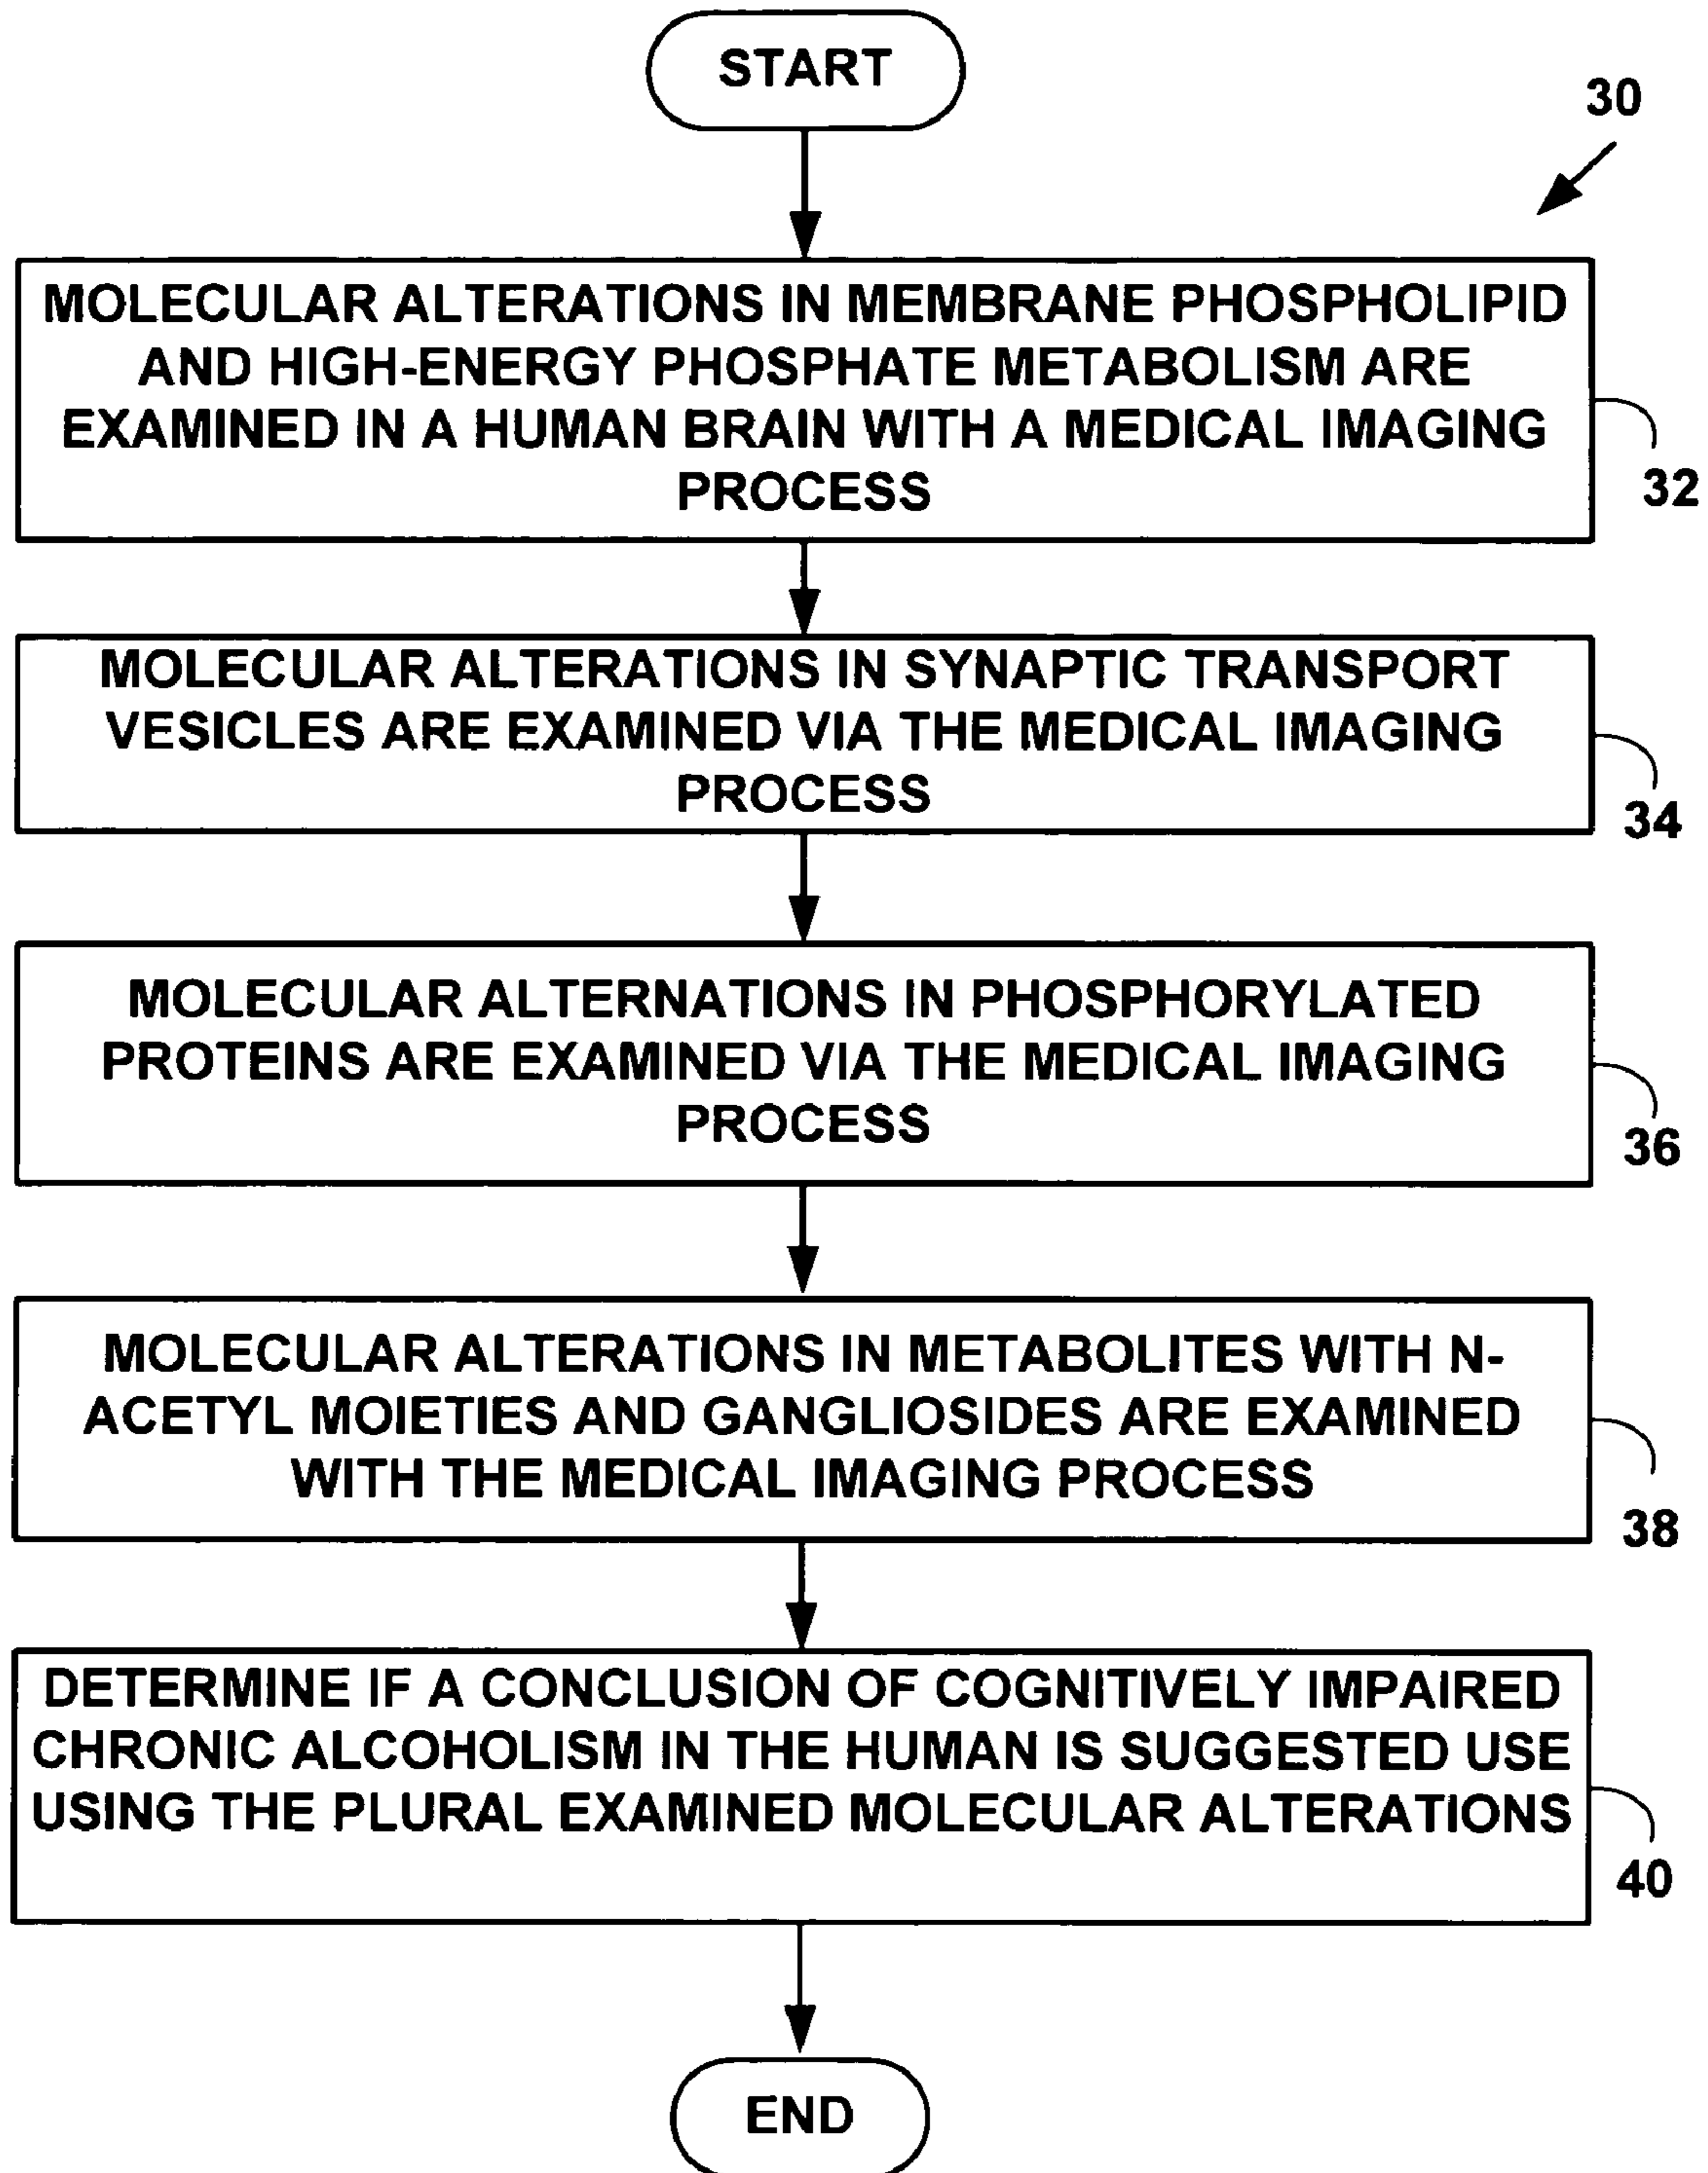 START
30
MOLECULAR ALTERATIONS IN MEMBRANE PHOSPHOLIPID
AND HIGH-ENERGY PHOSPHATE METABOLISM ARE
EXAMINED IN A HUMAN BRAIN WITH A MEDICAL IMAGING
PROCESS
32
MOLECULAR ALTERATIONS IN SYNAPTIC TRANSPORT
VESICLES ARE EXAMINED VIA THE MEDICAL IMAGING
PROCESS
34
MOLECULAR ALTERNATIONS IN PHOSPHORYLATED
PROTEINS ARE EXAMINED VIA THE MEDICAL IMAGING
PROCESS
36
MOLECULAR ALTERATIONS IN METABOLITES WITH N-
ACETYL MOIETIES AND GANGLIOSIDES ARE EXAMINED
WITH THE MEDICAL IMAGING PROCESS
38
DETERMINE IF A CONCLUSION OF COGNITIVELY IMPAIRED
CHRONIC ALCOHOLISM IN THE HUMAN IS SUGGESTED USE
USING THE PLURAL EXAMINED MOLECULAR ALTERATIONS
40
END